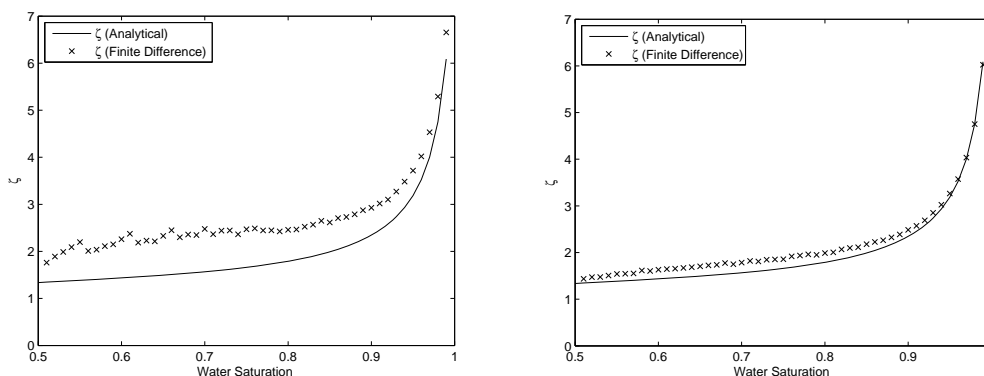 7
6
5
4
3
2
1
0
ζ
ζ (Analytical)
ζ (Finite Difference)
0.5 0.6 0.7 0.8 0.9 1
Water Saturation
7
6
5
4
3
2
1
0
ζ
ζ (Analytical)
ζ (Finite Difference)
0.5 0.6 0.7 0.8 0.9
Water Saturation